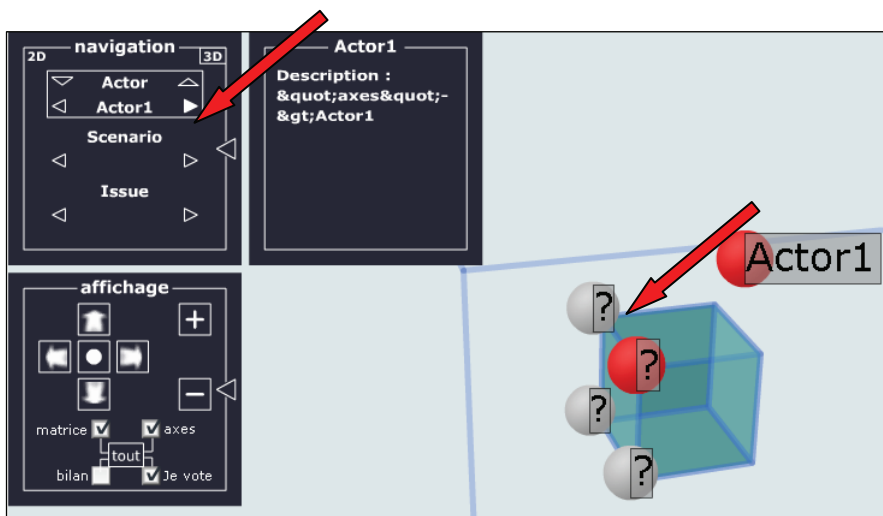 navigation
2D
3D
Actor
Actor1
Scenario
Issue
Actor1
Description :
&quot;axes&quot;-
&gt;Actor1
affichage
+
−
matrice
axes
tout
bilan
Je vote
Actor1
?
?
?
?